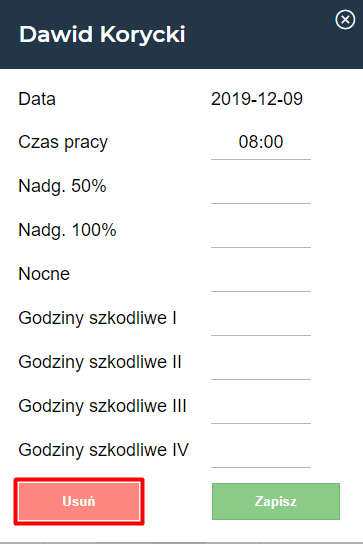 Dawid Korycki
Data 2019-12-09
Czas pracy 08:00
Nadg. 50%
Nadg. 100%
Nocne
Godziny szkodliwe I
Godziny szkodliwe II
Godziny szkodliwe III
Godziny szkodliwe IV
Usuń Zapisz